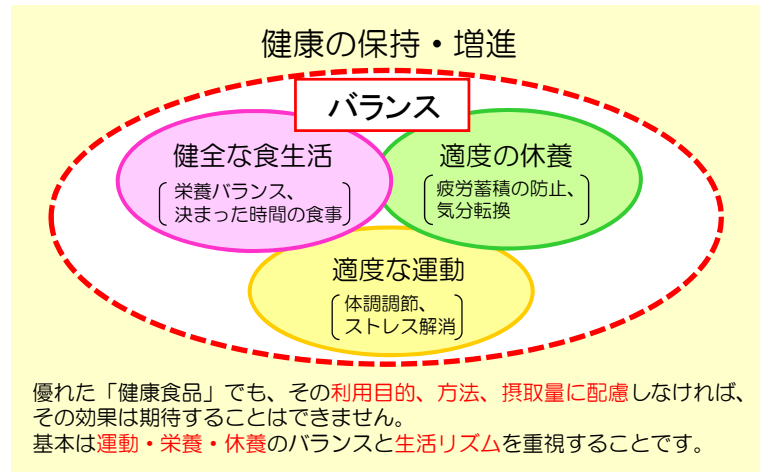 健康の保持・増進
バランス
健全な食生活
栄養バランス、
決まった時間の食事
適度の休養
疲労蓄積の防止、
気分転換
適度な運動
体調調節、
ストレス解消
優れた「健康食品」でも、その利用目的、方法、摂取量に配慮しなければ、
その効果は期待することはできません。
基本は運動・栄養・休養のバランスと生活リズムを重視することです。